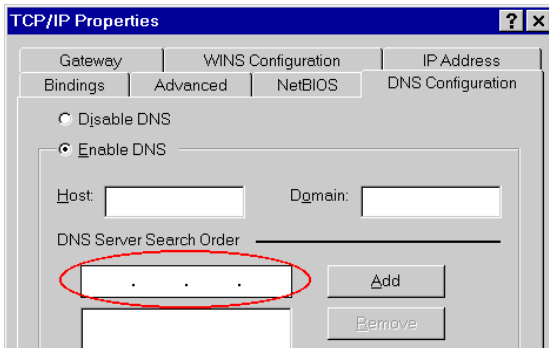 TCP/IP Properties
Gateway WINS Configuration IP Address
Bindings Advanced NetBIOS DNS Configuration
Disable DNS
Enable DNS
Host: Domain:
DNS Server Search Order
. . .
Add
Remove